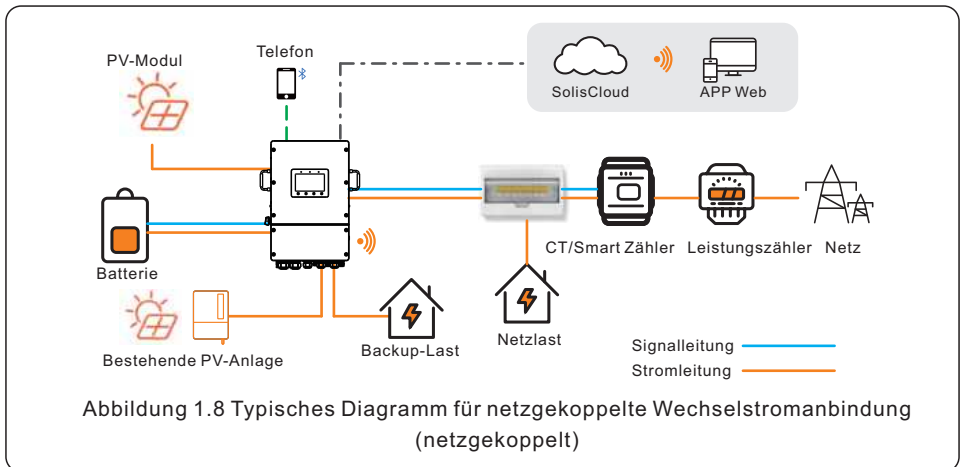 Telefon
PV-Modul
SolisCloud
APP Web
CT/Smart Zähler
Leistungszähler
Netz
Batterie
Bestehende PV-Anlage
Backup-Last
Netzlast
Signalleitung
Stromleitung
Abbildung 1.8 Typisches Diagramm für netzgekoppelte Wechselstromanbindung
(netzgekoppelt)